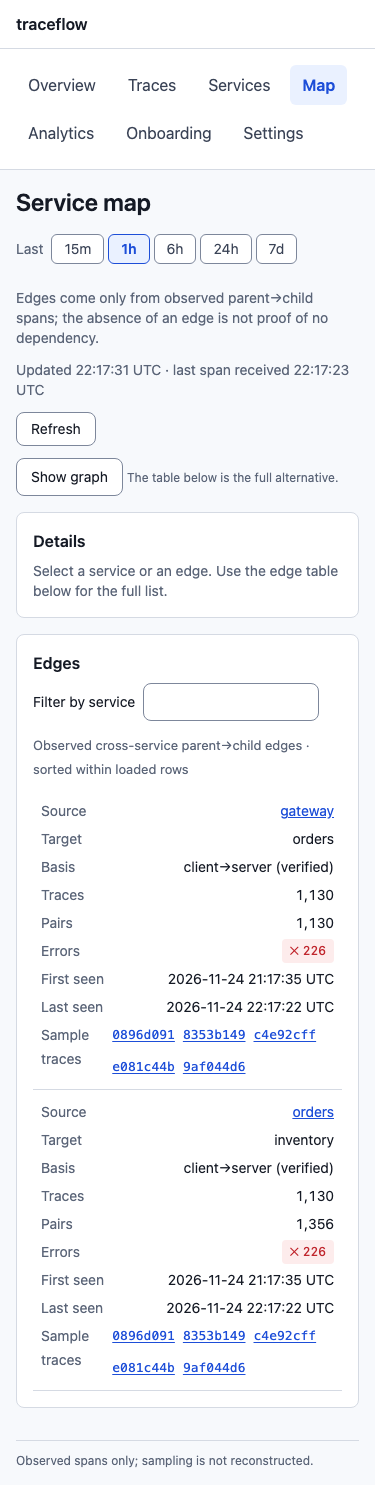 traceflow
Overview Traces Services Map
Analytics Onboarding Settings
Service map
Last 15m 1h 6h 24h 7d
Edges come only from observed parent→child
spans; the absence of an edge is not proof of no
dependency.
Updated 22:17:31 UTC · last span received 22:17:23
UTC
Refresh
Show graph The table below is the full alternative.
Details
Select a service or an edge. Use the edge table
below for the full list.
Edges
Filter by service
Observed cross-service parent→child edges ·
sorted within loaded rows
Source gateway
Target orders
Basis client→server (verified)
Traces 1,130
Pairs 1,130
Errors × 226
First seen 2026-11-24 21:17:35 UTC
Last seen 2026-11-24 22:17:22 UTC
Sample 0896d091 8353b149 c4e92cff
traces e081c44b 9af044d6
Source orders
Target inventory
Basis client→server (verified)
Traces 1,130
Pairs 1,356
Errors × 226
First seen 2026-11-24 21:17:35 UTC
Last seen 2026-11-24 22:17:22 UTC
Sample 0896d091 8353b149 c4e92cff
traces e081c44b 9af044d6
Observed spans only; sampling is not reconstructed.